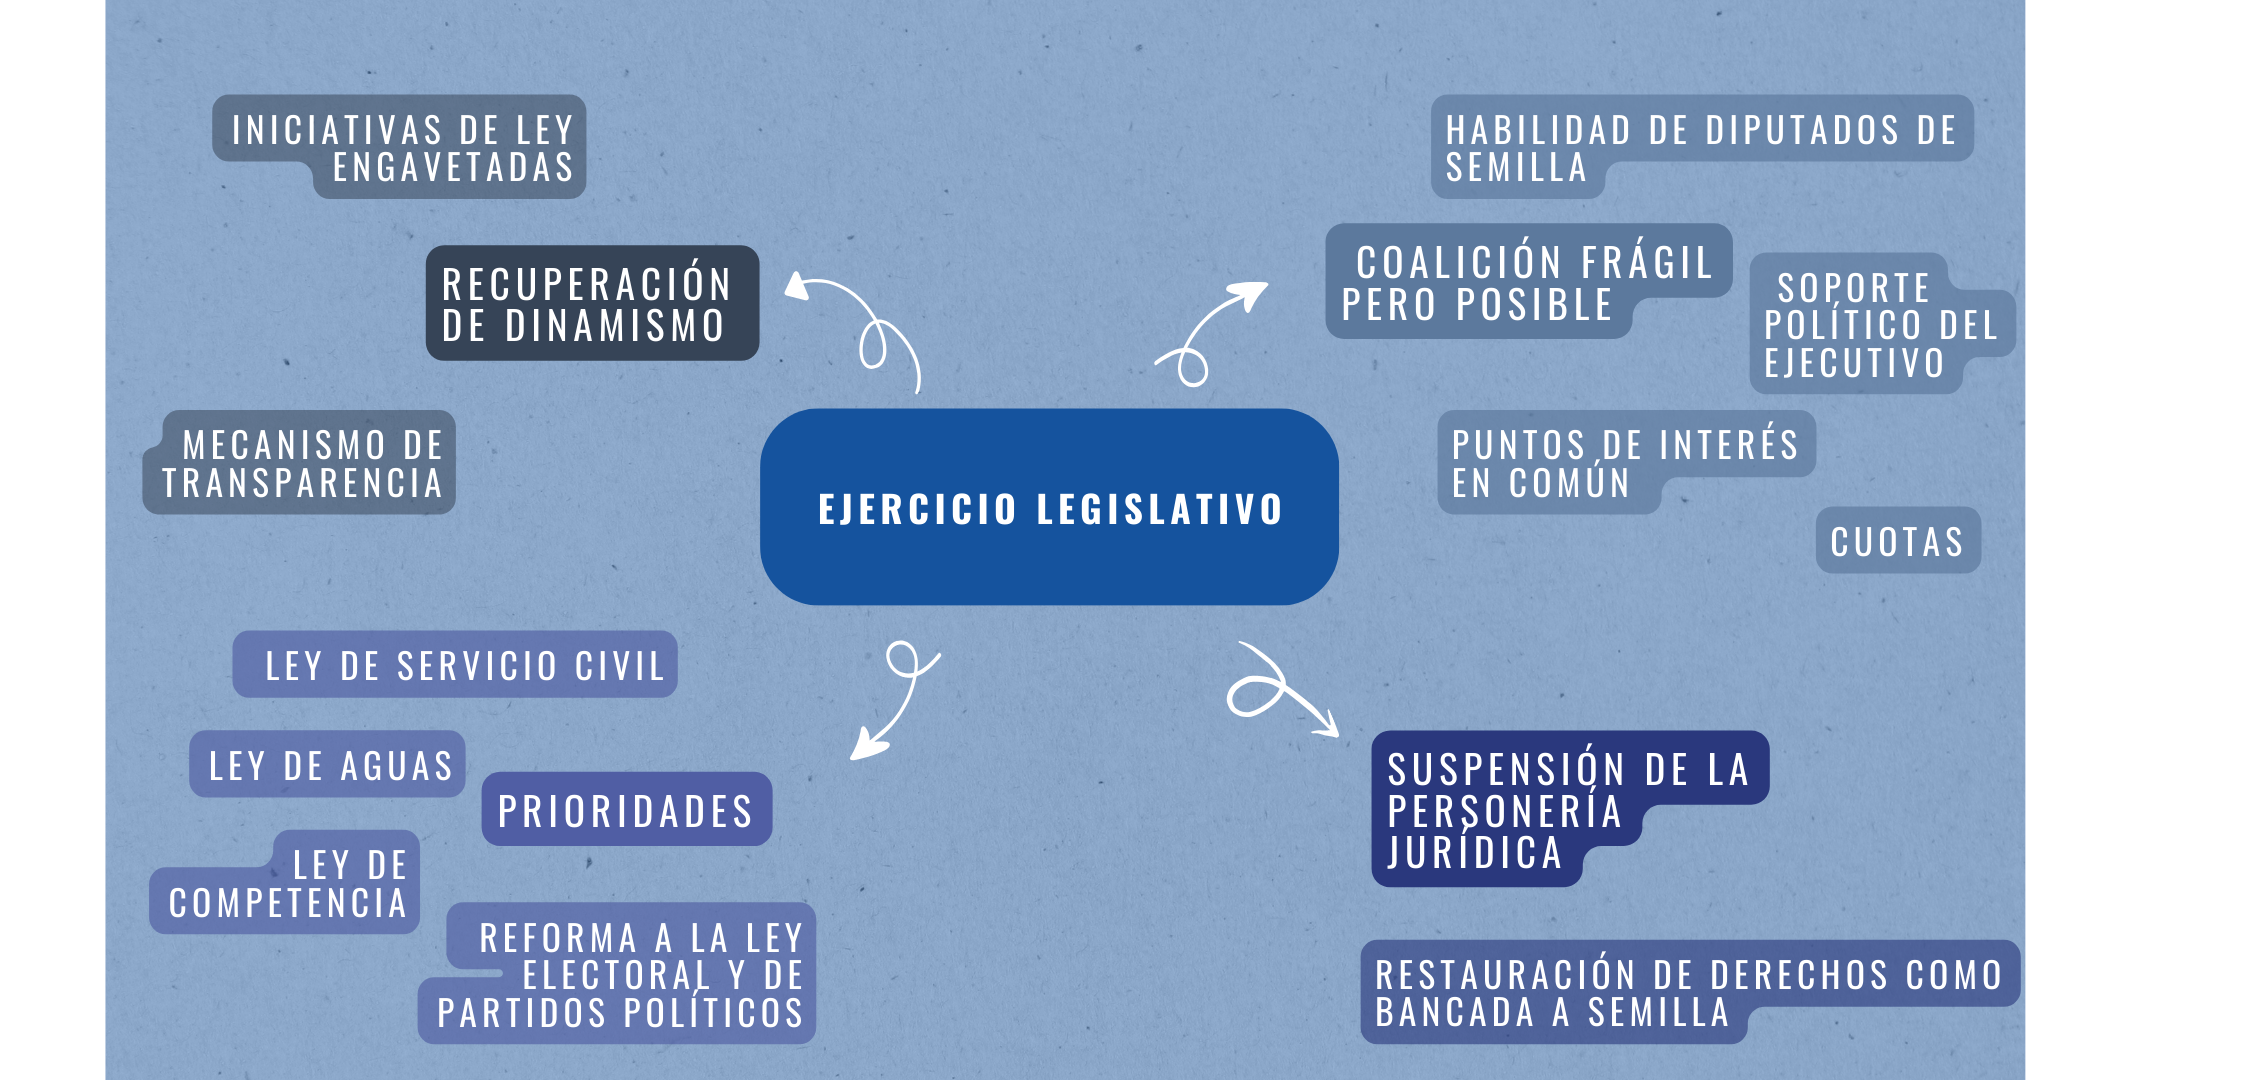 INICIATIVAS DE LEY
ENGAVETADAS
RECUPERACIÓN
DE DINAMISMO
MECANISMO DE
TRANSPARENCIA
HABILIDAD DE DIPUTADOS DE
SEMILLA
COALICIÓN FRÁGIL
PERO POSIBLE
SOPORTE
POLÍTICO DEL
EJECUTIVO
PUNTOS DE INTERÉS
EN COMÚN
CUOTAS
EJERCICIO LEGISLATIVO
LEY DE SERVICIO CIVIL
LEY DE AGUAS
PRIORIDADES
LEY DE
COMPETENCIA
REFORMA A LA LEY
ELECTORAL Y DE
PARTIDOS POLÍTICOS
SUSPENSIÓN DE LA
PERSONERÍA
JURÍDICA
RESTAURACIÓN DE DERECHOS COMO
BANCADA A SEMILLA